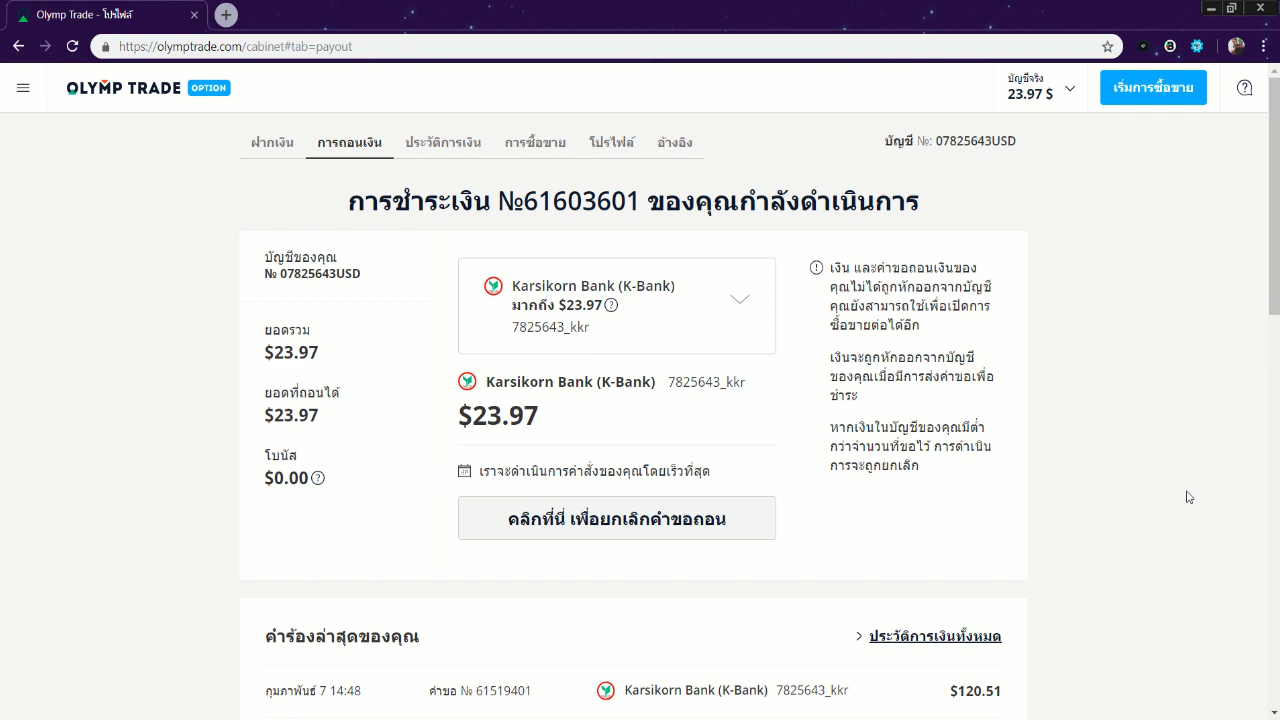 Olymp Trade - โปรไฟล์
https://olymptrade.com/cabinet#tab=payout
OLYMP TRADE OPTION
บัญชีจริง
23.97 $
เริ่มการซื้อขาย
ฝากเงิน การถอนเงิน ประวัติการเงิน การซื้อขาย โปรไฟล์ อ้างอิง
บัญชี №: 07825643USD
การชำระเงิน №61603601 ของคุณกำลังดำเนินการ
บัญชีของคุณ
№ 07825643USD
ยอดรวม
$23.97
ยอดที่ถอนได้
$23.97
โบนัส
$0.00
Karsikorn Bank (K-Bank)
มากถึง $23.97
7825643_kkr
Karsikorn Bank (K-Bank) 7825643_kkr
$23.97
เราจะดำเนินการคำสั่งของคุณโดยเร็วที่สุด
คลิกที่นี่ เพื่อยกเลิกคำขอถอน
เงิน และคำขอถอนเงินของ
คุณไม่ได้ถูกหักออกจากบัญชี
คุณยังสามารถใช้เพื่อเปิดการ
ซื้อขายต่อได้อีก
เงินจะถูกหักออกจากบัญชี
ของคุณเมื่อมีการส่งคำขอเพื่อ
ชำระ
หากเงินในบัญชีของคุณมีต่ำ
กว่าจำนวนที่ขอไว้ การดำเนิน
การจะถูกยกเลิก
คำร้องล่าสุดของคุณ
ประวัติการเงินทั้งหมด
กุมภาพันธ์ 7 14:48 คำขอ № 61519401 Karsikorn Bank (K-Bank) 7825643_kkr $120.51